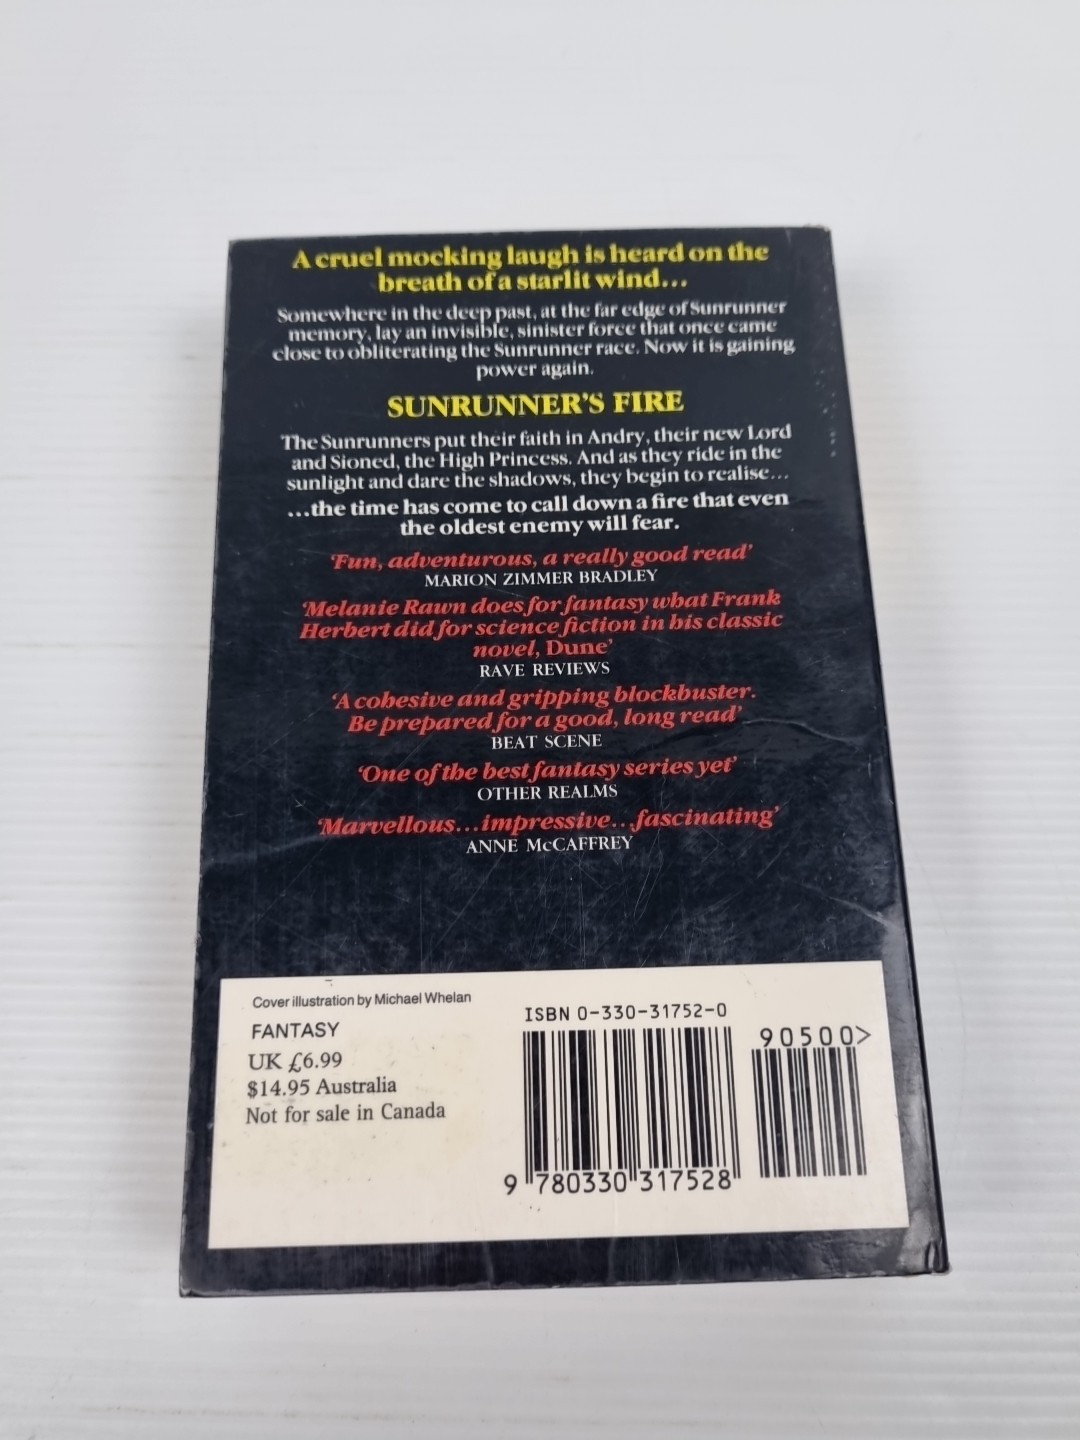 A cruel mocking laugh is heard on the
breath of a starlit wind...
Somewhere in the deep past, at the far edge of Sunrunner
memory, lay an invisible, sinister force that once came
close to obliterating the Sunrunner race. Now it is gaining
power again.
SUNRUNNER'S FIRE
The Sunrunners put their faith in Andry, their new Lord
and Sioned, the High Princess. And as they ride in the
sunlight and dare the shadows, they begin to realise...
...the time has come to call down a fire that even
the oldest enemy will fear.
'Fun, adventurous, a really good read'
MARION ZIMMER BRADLEY
'Melanie Rawn does for fantasy what Frank
Herbert did for science fiction in his classic
novel, Dune'
RAVE REVIEWS
'A cohesive and gripping blockbuster.
Be prepared for a good, long read'
BEAT SCENE
'One of the best fantasy series yet'
OTHER REALMS
'Marvellous...impressive...fascinating'
ANNE McCAFFREY
Cover illustration by Michael Whelan
FANTASY
UK £6.99
$14.95 Australia
Not for sale in Canada
ISBN 0-330-31752-0
90500>
9 780330 317528